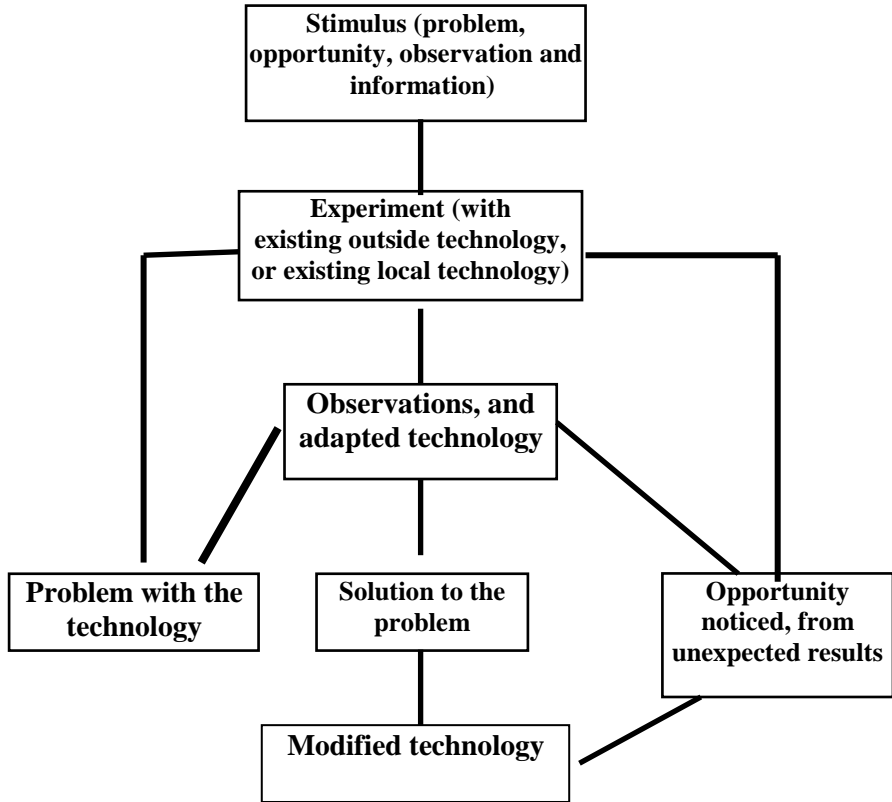 Stimulus (problem,
opportunity, observation and
information)
Experiment (with
existing outside technology,
or existing local technology)
Observations, and
adapted technology
Problem with the
technology
Solution to the
problem
Opportunity
noticed, from
unexpected results
Modified technology